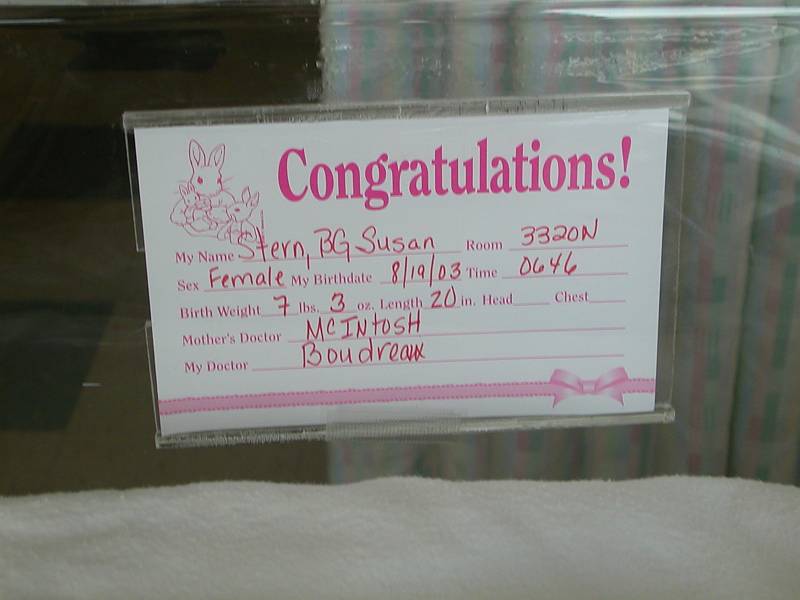 Congratulations!
My Name Stern, BG Susan Room 3320N
Sex Female My Birthdate 8/19/03 Time 0646
Birth Weight 7 lbs. 3 oz. Length 20 in. Head Chest
Mother's Doctor McINtosH
My Doctor Boudreaux